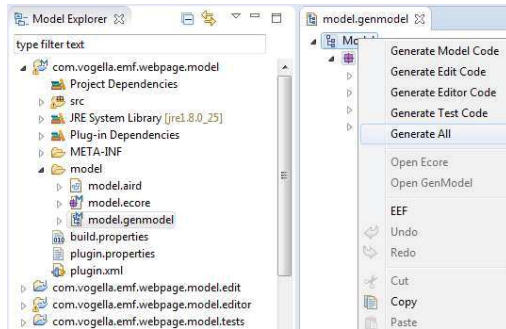 Model Explorer
type filter text
com.vogella.emf.webpage.model
Project Dependencies
src
JRE System Library [jre1.8.0_25]
Plug-in Dependencies
META-INF
model
model.aird
model.ecore
model.genmodel
build.properties
plugin.properties
plugin.xml
com.vogella.emf.webpage.model.edit
com.vogella.emf.webpage.model.editor
com.vogella.emf.webpage.model.tests
model.genmodel
Generate Model Code
Generate Edit Code
Generate Editor Code
Generate Test Code
Generate All
Open Ecore
Open GenModel
EEF
Undo
Redo
Cut
Copy
Paste